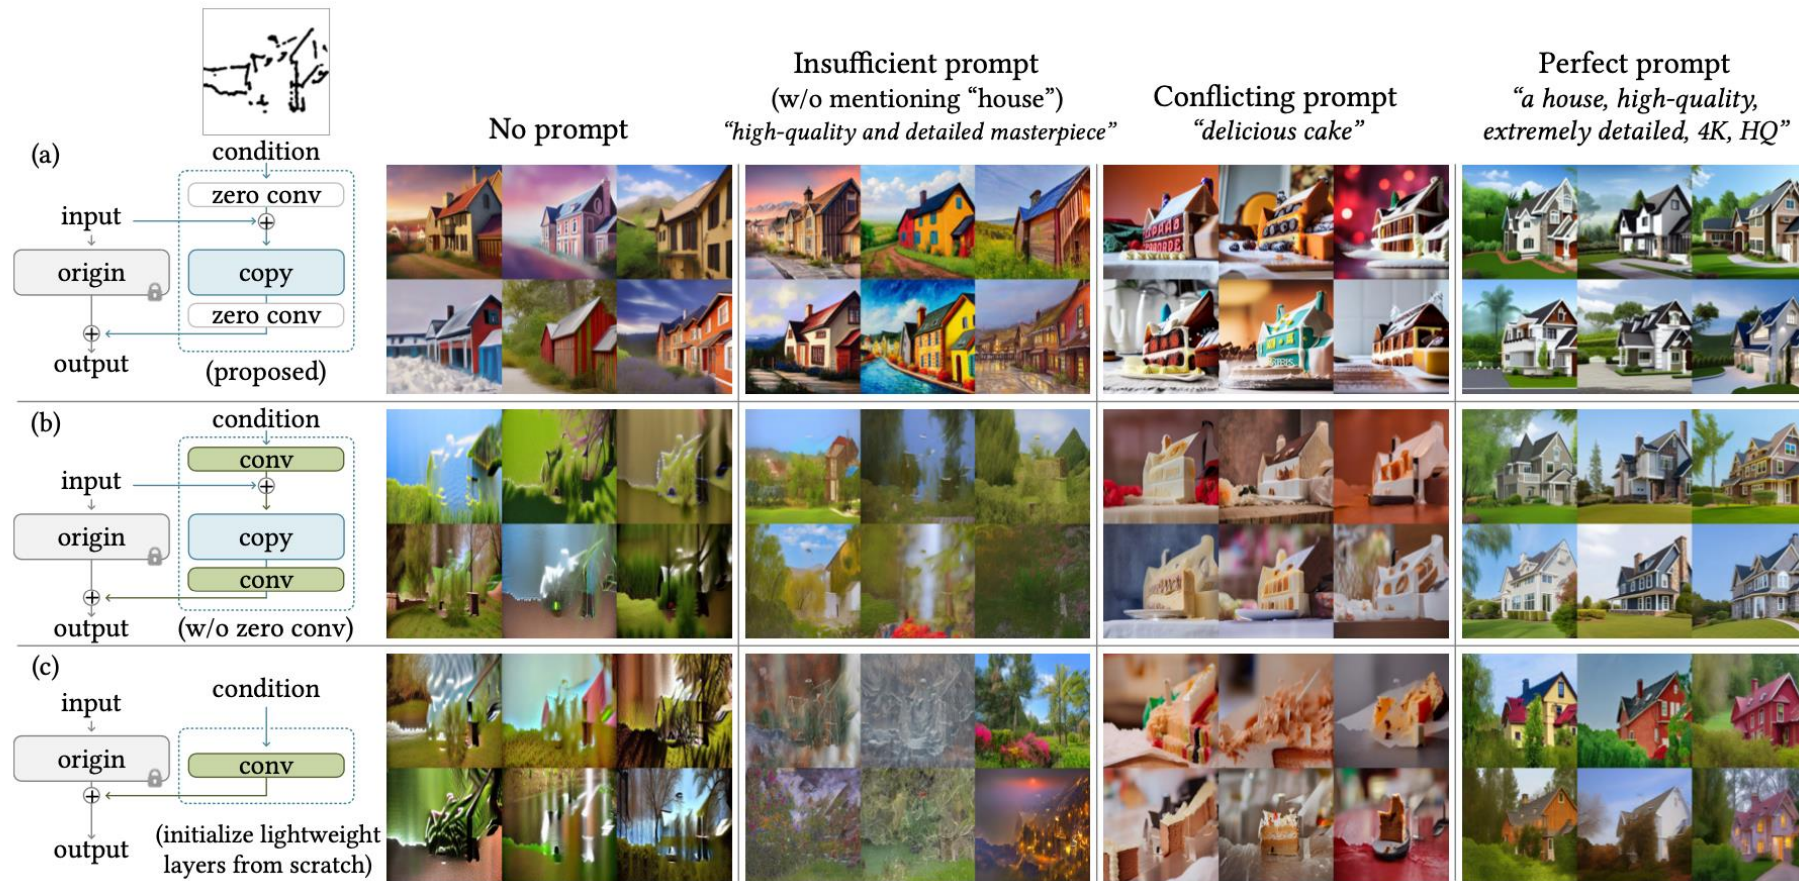 No prompt
Insufficient prompt
(w/o mentioning “house”)
“high-quality and detailed masterpiece”
Conflicting prompt
“delicious cake”
Perfect prompt
“a house, high-quality,
extremely detailed, 4K, HQ”
(a)
condition
zero conv
input
+
origin
copy
zero conv
+
output
(proposed)
(b)
condition
conv
input
+
origin
copy
conv
+
output
(w/o zero conv)
(c)
condition
input
origin
conv
+
output
(initialize lightweight
layers from scratch)